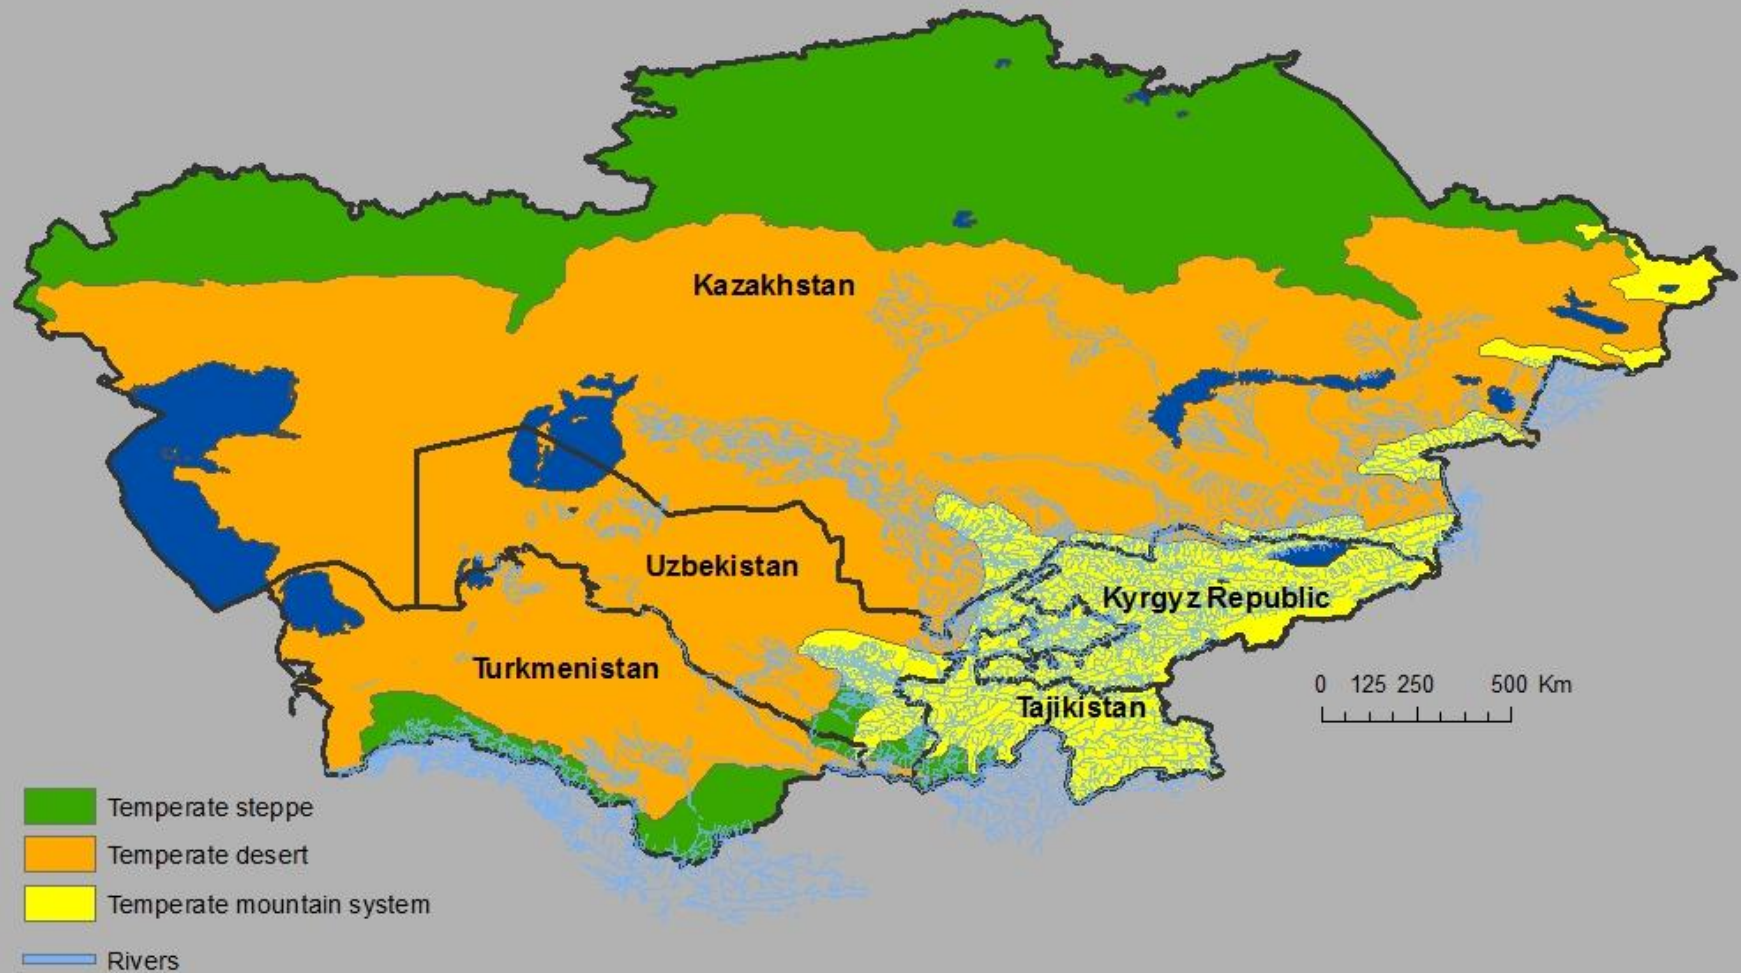 Kazakhstan
Uzbekistan
Kyrgyz Republic
Turkmenistan
Tajikistan
0 125 250 500 Km
Temperate steppe
Temperate desert
Temperate mountain system
Rivers